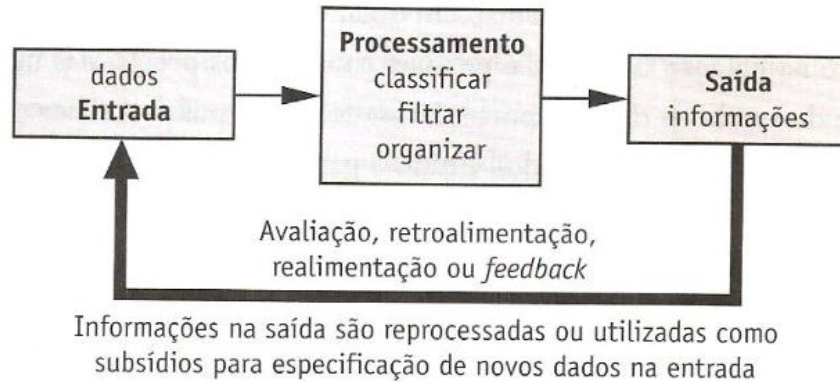 dados
Entrada
Processamento
classificar
filtrar
organizar
Saída
informações
Avaliação, retroalimentação,
realimentação ou feedback
Informações na saída são reprocessadas ou utilizadas como
subsídios para especificação de novos dados na entrada